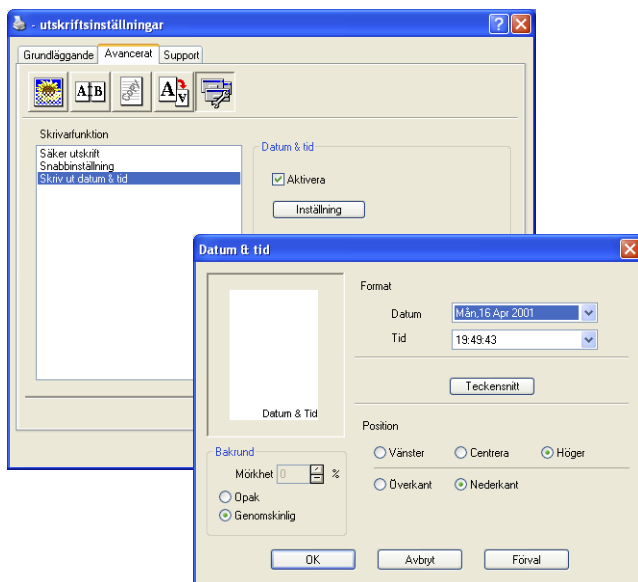 - utskriftsinställningar
Grundläggande Avancerat Support
A B Copy A A
Skrivarfunktion
Säker utskrift
Snabbinställning
Skriv ut datum & tid
Datum & tid
Aktivera
Inställning
Datum & tid
Datum & Tid
Format
Datum Mån,16 Apr 2001
Tid 19:49:43
Teckensnitt
Position
Vänster Centrera Höger
Överkant Nederkant
Bakrund
Mörkhet 0 %
Opak
Genomskinlig
OK Avbryt Förval